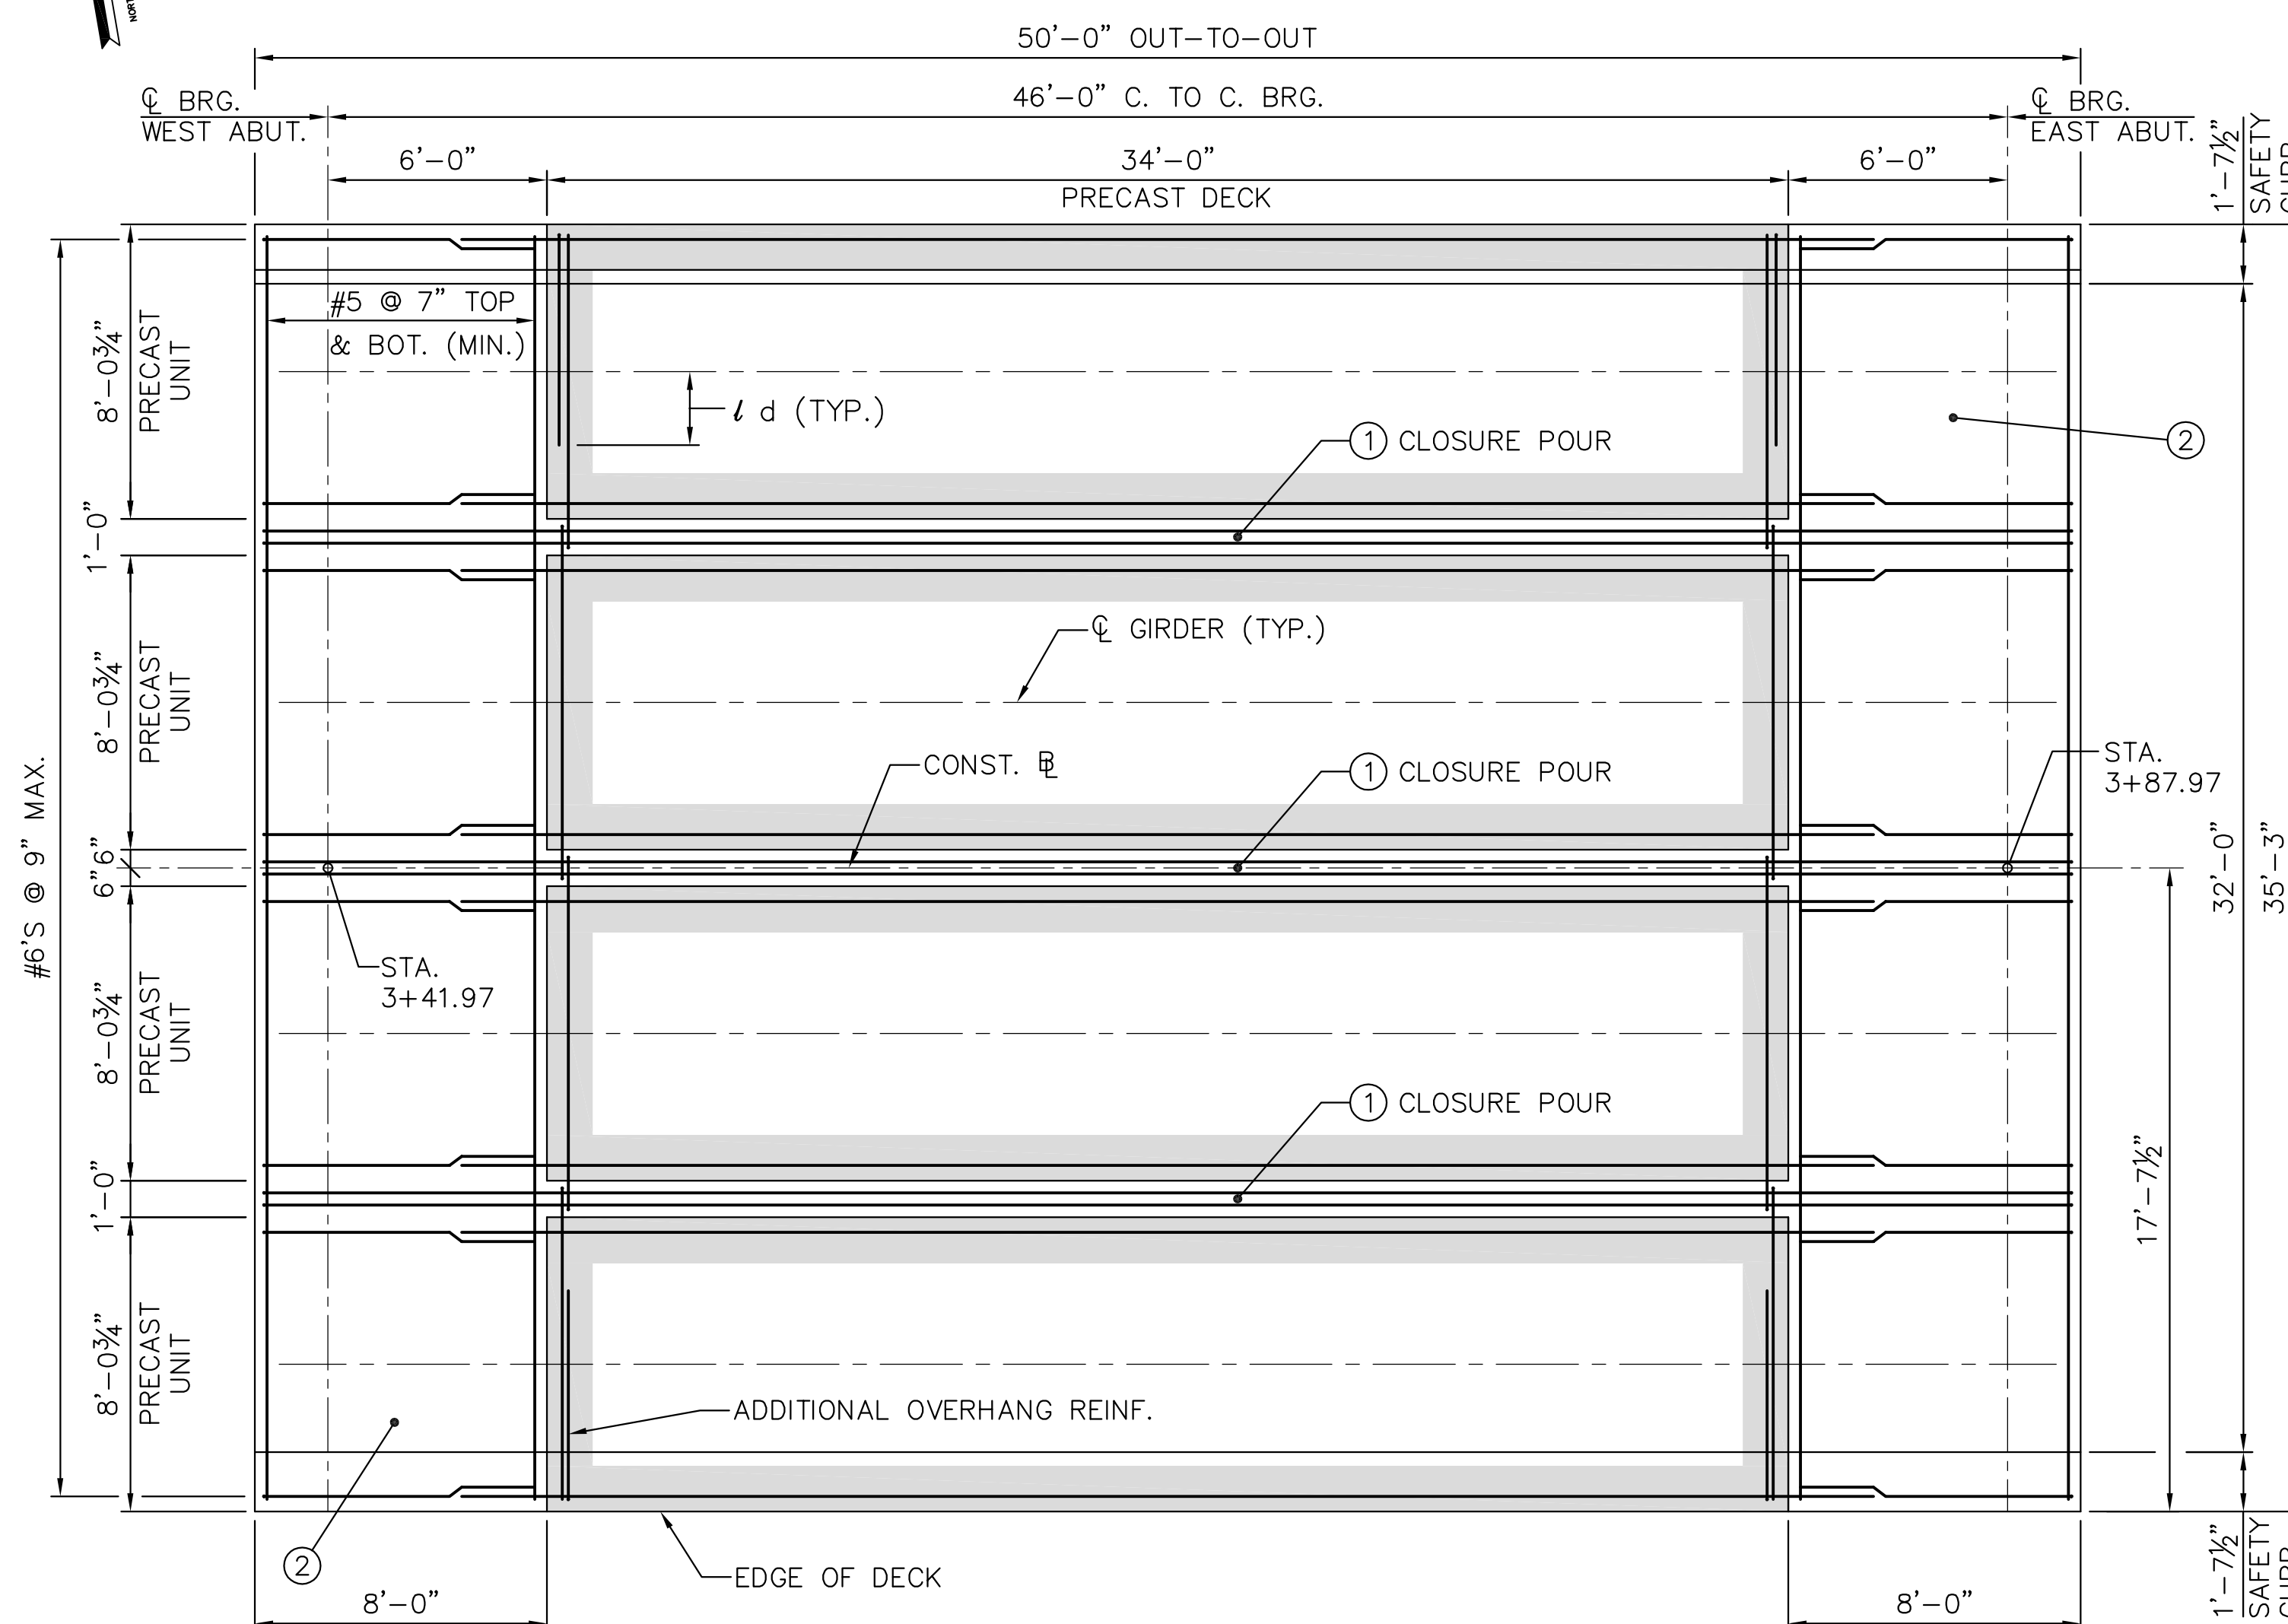 50'-0" OUT-TO-OUT
46'-0" C. TO C. BRG.
℄ BRG.
WEST ABUT.
℄ BRG.
EAST ABUT.
6'-0"
34'-0"
PRECAST DECK
6'-0"
1'-7½"
SAFETY
#5 @ 7" TOP
& BOT. (MIN.)
8'-0¾"
PRECAST
UNIT
ℓ d (TYP.)
1 CLOSURE POUR
2
1'-0"
8'-0¾"
PRECAST
UNIT
℄ GIRDER (TYP.)
CONST. BL
1 CLOSURE POUR
STA.
3+87.97
#6'S @ 9" MAX.
6" 6"
32'-0"
35'-3"
STA.
3+41.97
8'-0¾"
PRECAST
UNIT
1 CLOSURE POUR
1'-0"
17'-7½"
8'-0¾"
PRECAST
UNIT
ADDITIONAL OVERHANG REINF.
2
EDGE OF DECK
8'-0"
8'-0"
1'-7½"
SAFETY